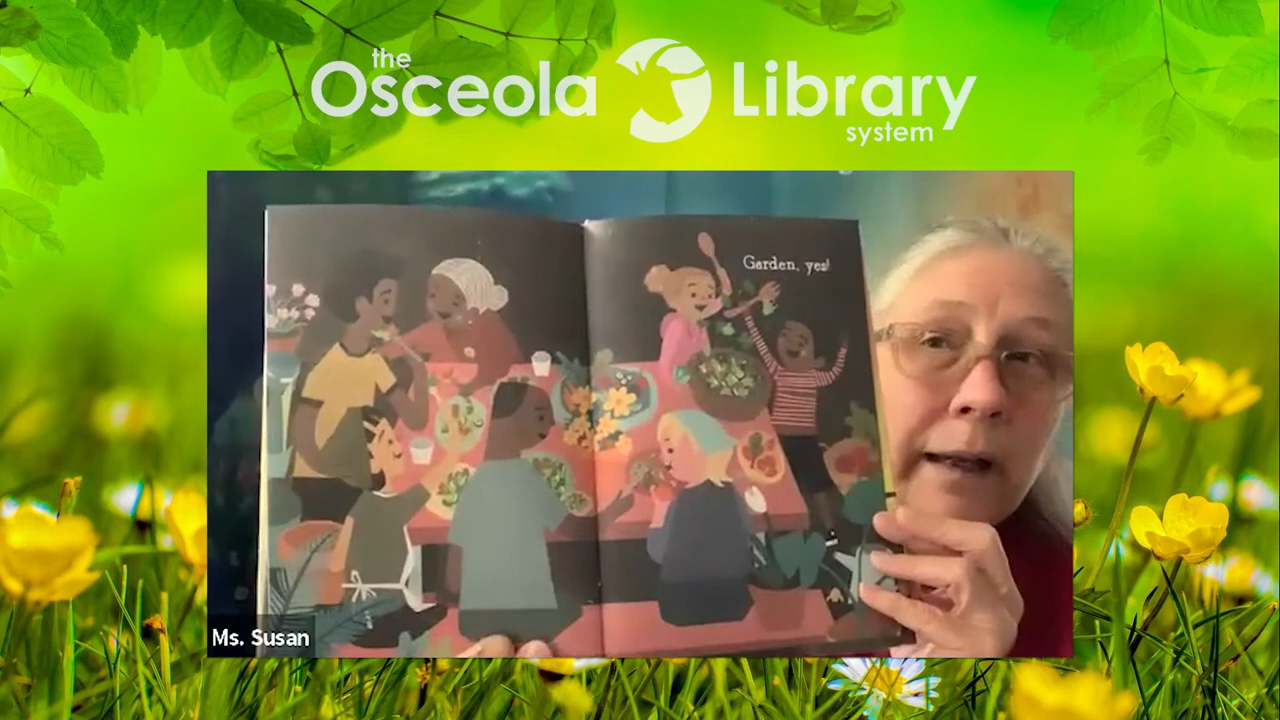 the
Osceola Library
system
Garden, yes!
Ms. Susan